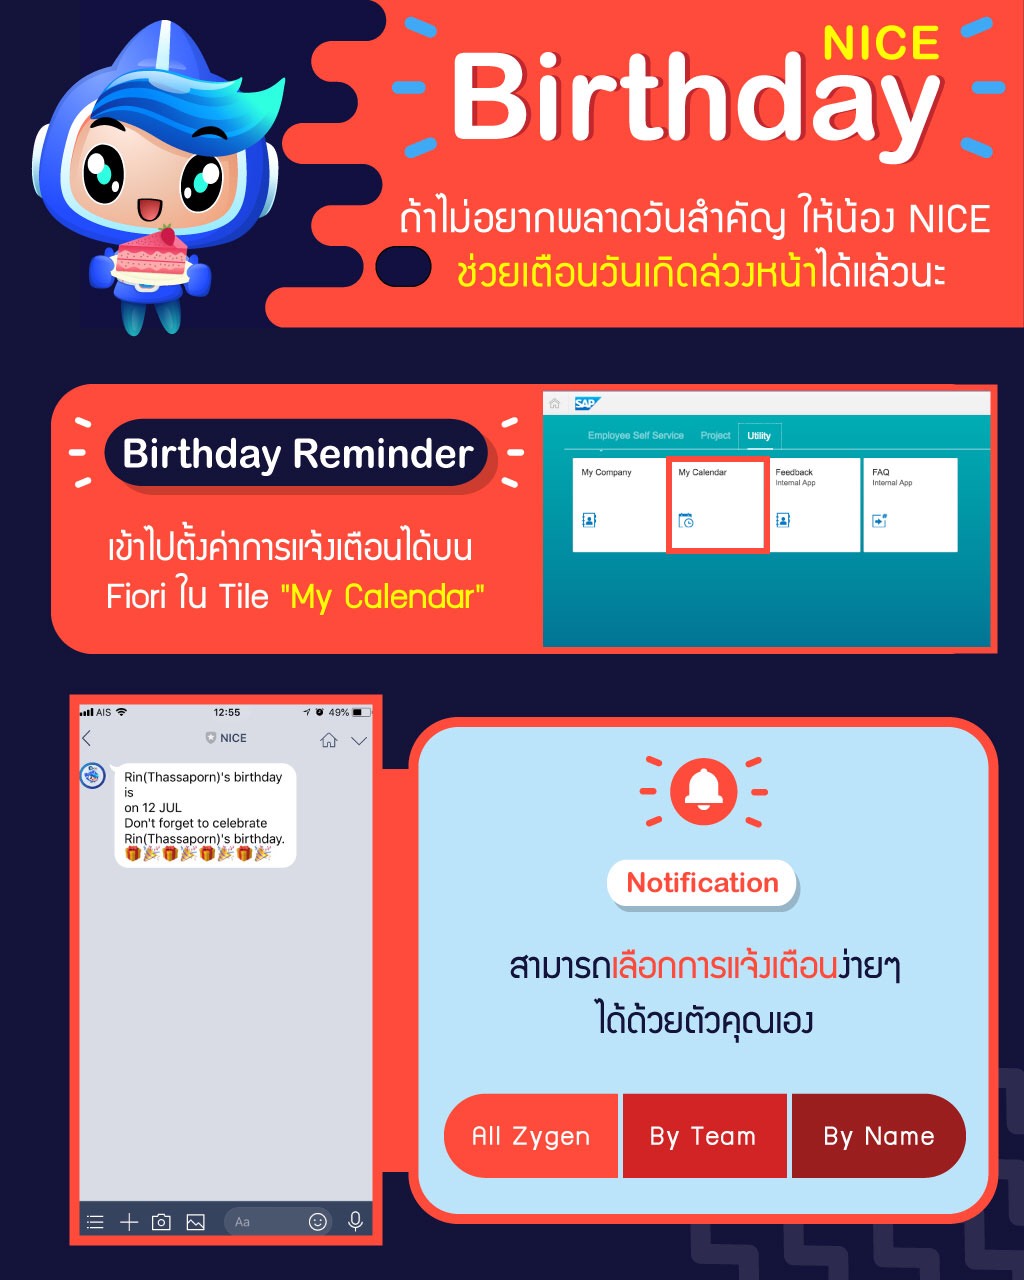 NICE
Birthday
ถ้าไม่อยากพลาดวันสำคัญ ให้น้อง NICE
ช่วยเตือนวันเกิดล่วงหน้าได้แล้วนะ
Birthday Reminder
เข้าไปตั้งค่าการแจ้งเตือนได้บน
Fiori ใน Tile "My Calendar"
SAP
Employee Self Service Project Utility
My Company My Calendar Feedback FAQ
Internal App Internal App
AIS 12:55 49%
NICE
Rin(Thassaporn)'s birthday
is
on 12 JUL
Don't forget to celebrate
Rin(Thassaporn)'s birthday.
Aa
Notification
สามารถเลือกการแจ้งเตือนง่ายๆ
ได้ด้วยตัวคุณเอง
All Zygen By Team By Name